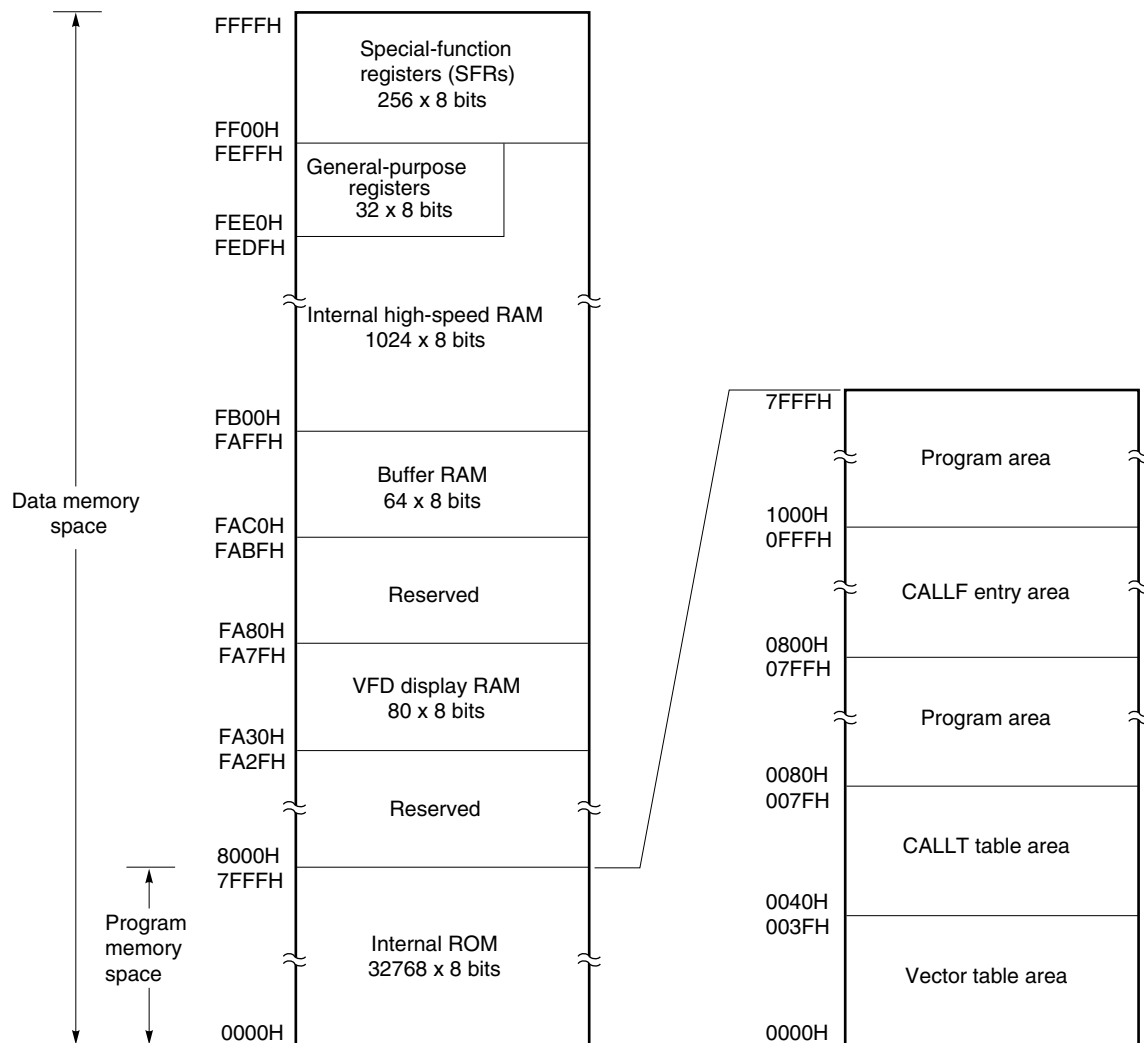 FFFFH
Special-function
registers (SFRs)
256 x 8 bits
FF00H
FEFFH
General-purpose
registers
32 x 8 bits
FEE0H
FEDFH
Internal high-speed RAM
1024 x 8 bits
FB00H
FAFFH
Buffer RAM
64 x 8 bits
Data memory
space
FAC0H
FABFH
Reserved
FA80H
FA7FH
VFD display RAM
80 x 8 bits
FA30H
FA2FH
Reserved
8000H
7FFFH
Program
memory
space
Internal ROM
32768 x 8 bits
0000H
7FFFH
Program area
1000H
0FFFH
CALLF entry area
0800H
07FFH
Program area
0080H
007FH
CALLT table area
0040H
003FH
Vector table area
0000H